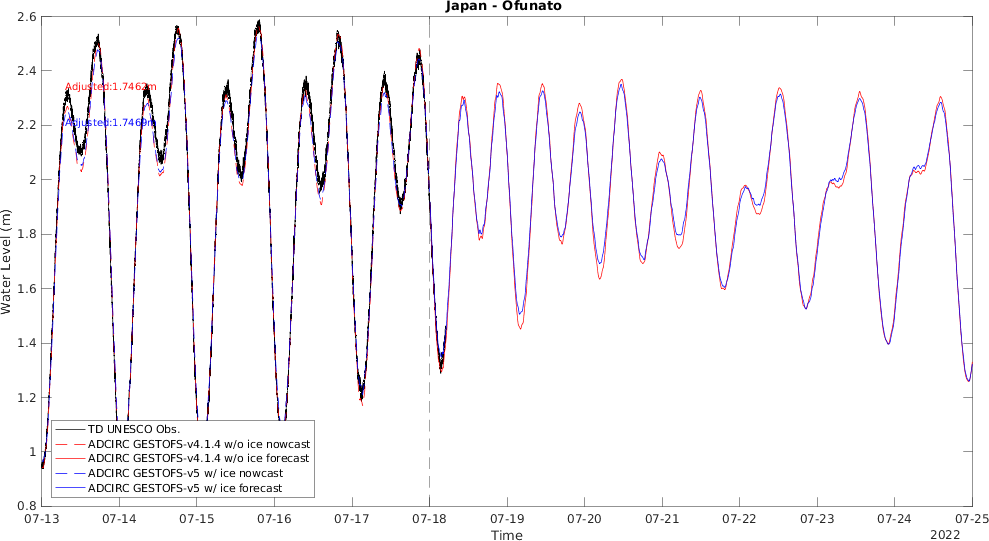 Japan - Ofunato
2.6
2.4
2.2
2
1.8
1.6
1.4
1.2
1
0.8
Water Level (m)
Adjusted:1.7462m
Adjusted:1.7469m
TD UNESCO Obs.
ADCIRC GESTOFS-v4.1.4 w/o ice nowcast
ADCIRC GESTOFS-v4.1.4 w/o ice forecast
ADCIRC GESTOFS-v5 w/ ice nowcast
ADCIRC GESTOFS-v5 w/ ice forecast
07-13 07-14 07-15 07-16 07-17 07-18 07-19 07-20 07-21 07-22 07-23 07-24 07-25
Time
2022